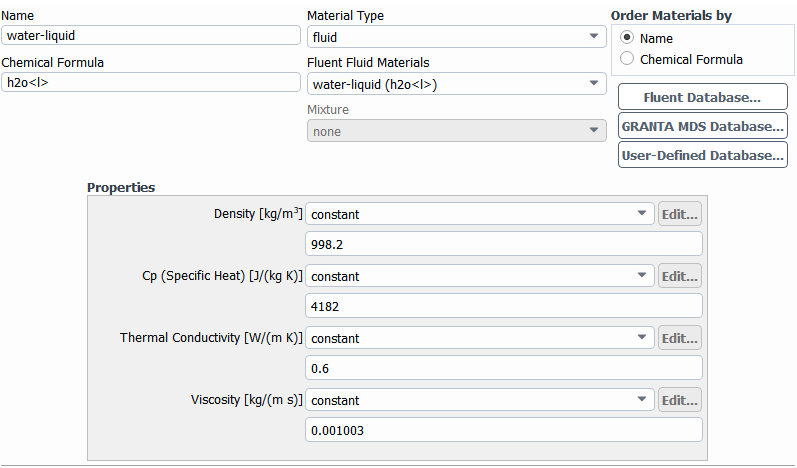 Name
water-liquid
Chemical Formula
h2o<l>
Material Type
fluid
Fluent Fluid Materials
water-liquid (h2o<l>)
Mixture
none
Order Materials by
Name
Chemical Formula
Fluent Database...
GRANTA MDS Database...
User-Defined Database...
Properties
Density [kg/m³] constant Edit...
998.2
Cp (Specific Heat) [J/(kg K)] constant Edit...
4182
Thermal Conductivity [W/(m K)] constant Edit...
0.6
Viscosity [kg/(m s)] constant Edit...
0.001003